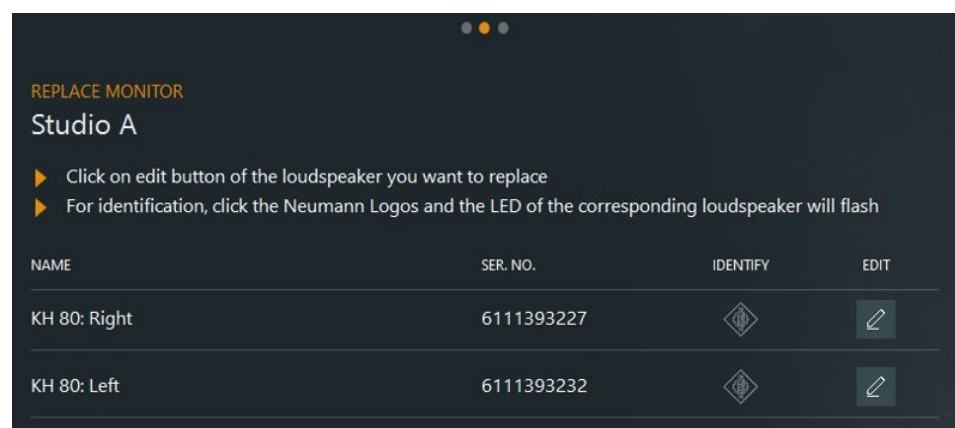 REPLACE MONITOR
Studio A
Click on edit button of the loudspeaker you want to replace
For identification, click the Neumann Logos and the LED of the corresponding loudspeaker will flash
NAME SER. NO. IDENTIFY EDIT
KH 80: Right 6111393227
KH 80: Left 6111393232